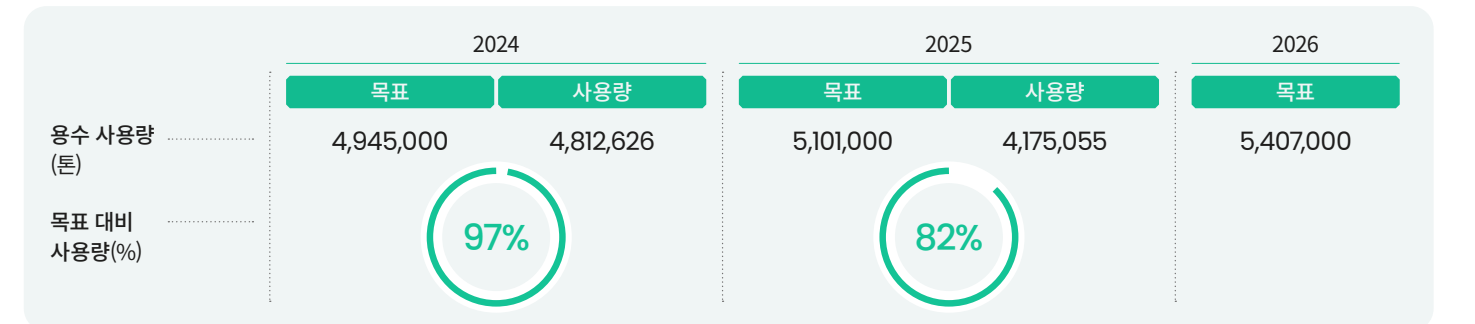 2024 2025 2026
목표 사용량 목표 사용량 목표
용수 사용량 4,945,000 4,812,626 5,101,000 4,175,055 5,407,000
(톤)
목표 대비
사용량(%)
97% 82%